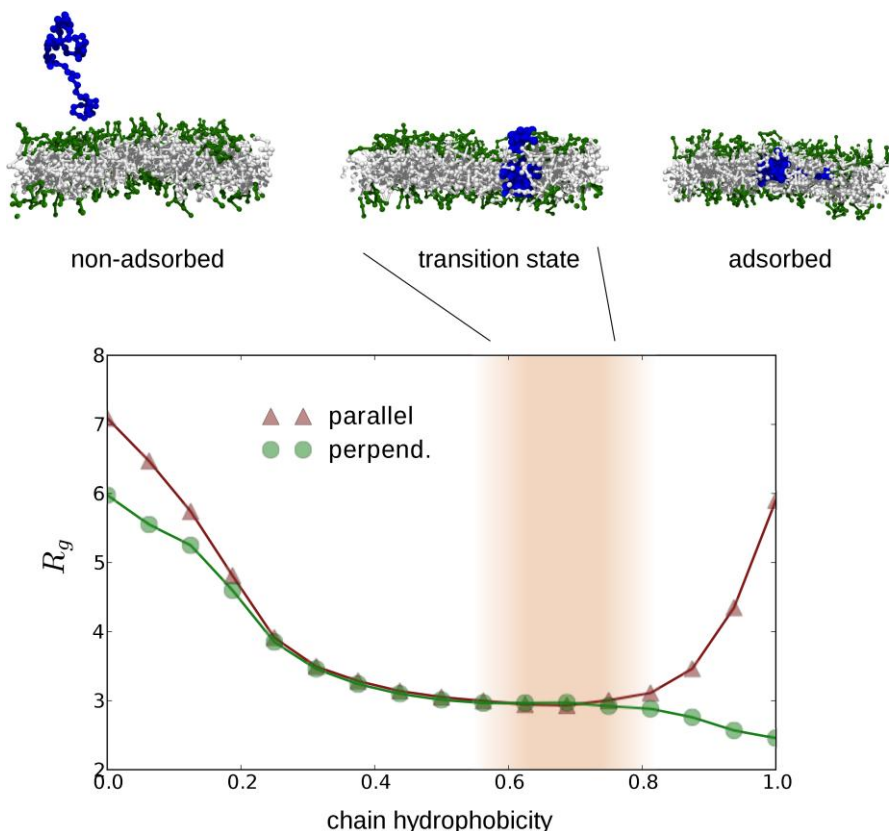 non-adsorbed transition state adsorbed
8
7
6
5
4
3
2
R_g
parallel
perpend.
0.0 0.2 0.4 0.6 0.8 1.0
chain hydrophobicity